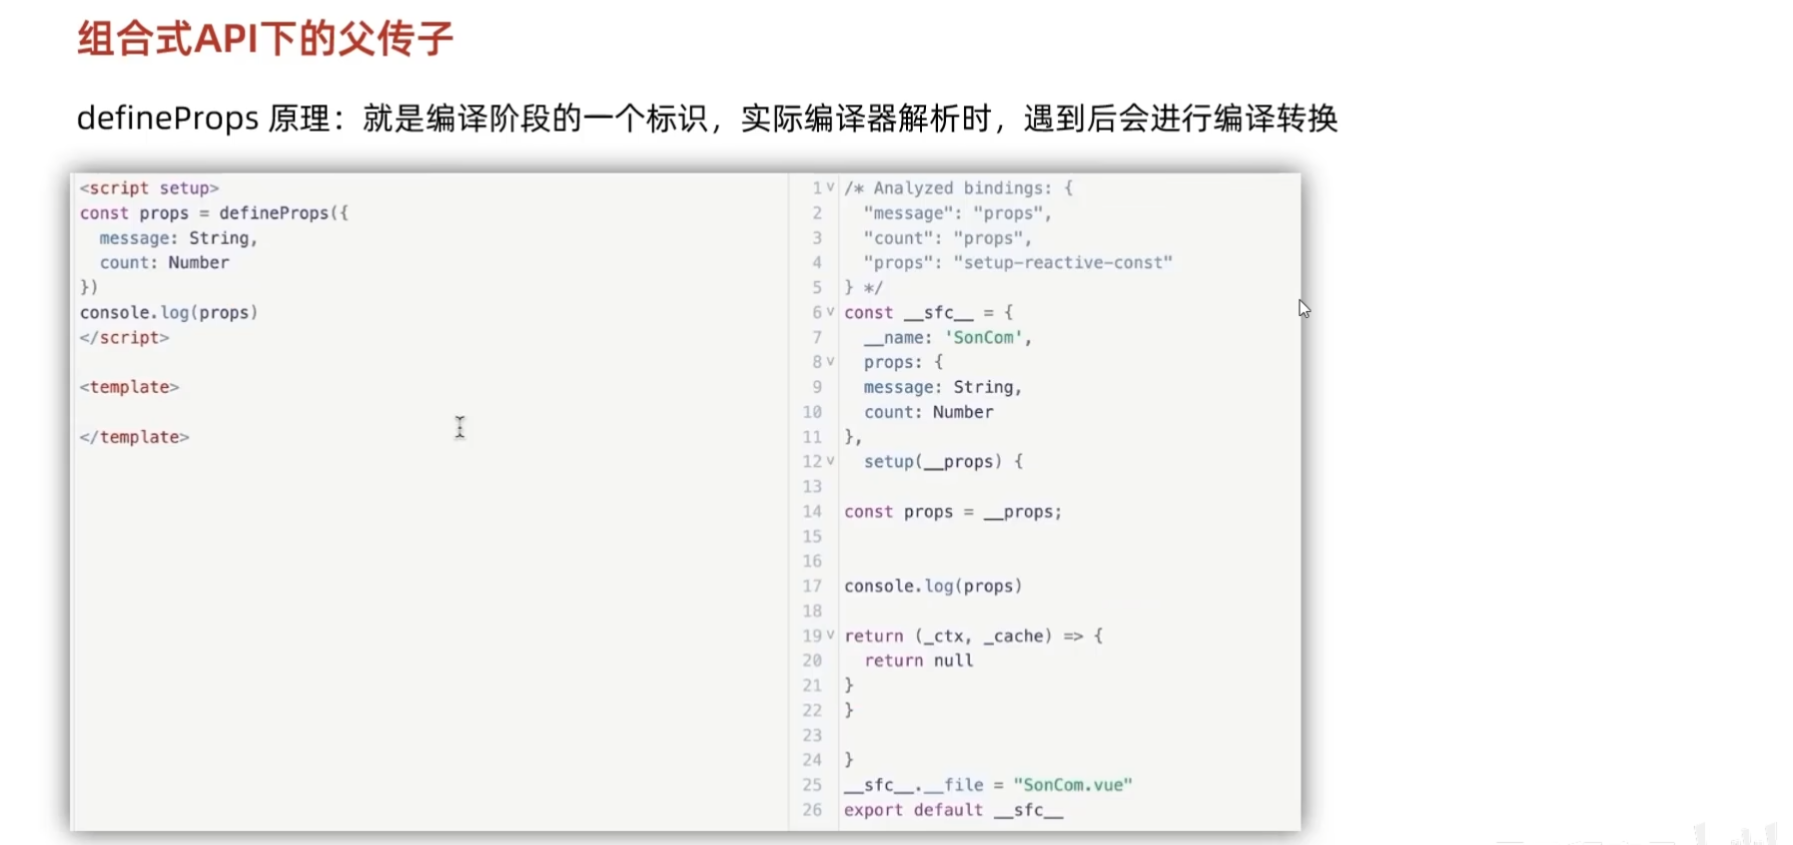 组合式API下的父传子
defineProps 原理：就是编译阶段的一个标识，实际编译器解析时，遇到后会进行编译转换
<script setup>
const props = defineProps({
  message: String,
  count: Number
})
console.log(props)
</script>
<template>
</template>
1 /* Analyzed bindings: {
2   "message": "props",
3   "count": "props",
4   "props": "setup-reactive-const"
5 } */
6 const __sfc__ = {
7   __name: 'SonCom',
8   props: {
9   message: String,
10   count: Number
11 },
12   setup(__props) {
13
14 const props = __props;
15
16
17 console.log(props)
18
19 return (_ctx, _cache) => {
20   return null
21 }
22 }
23
24 }
25 __sfc__.__file = "SonCom.vue"
26 export default __sfc__